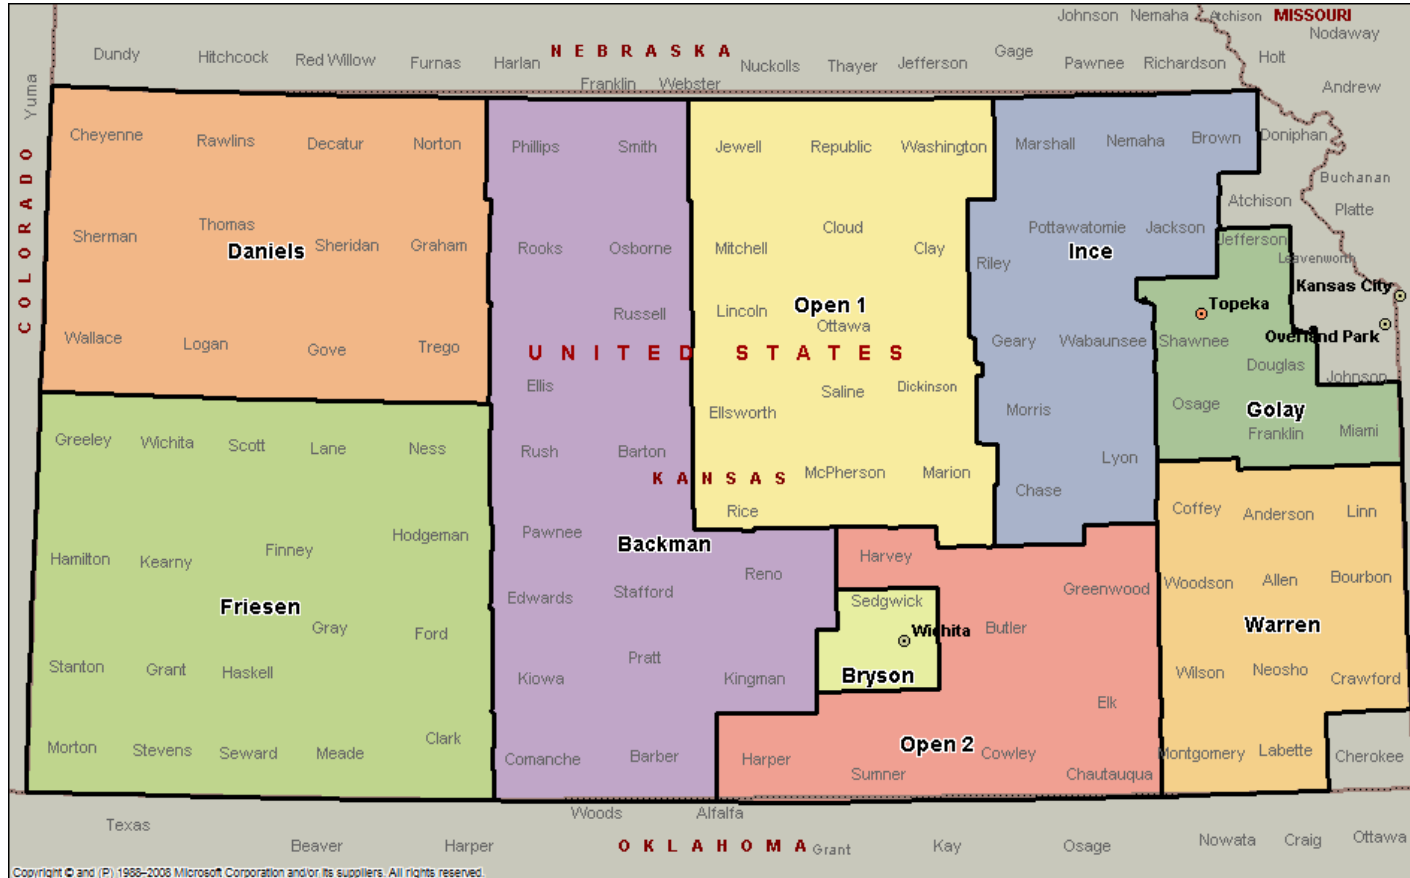 Johnson Nemaha Atchison MISSOURI
Nodaway
Dundy Hitchcock Red Willow Furnas Harlan NEBRASKA Nuckolls Thayer Jefferson Gage Pawnee Richardson Holt
Franklin Webster Andrew
Yuma
COLORADO
Cheyenne Rawlins Decatur Norton Phillips Smith Jewell Republic Washington Marshall Nemaha Brown Doniphan
Buchanan
Atchison Platte
Sherman Thomas Sheridan Graham Rooks Osborne Mitchell Cloud Clay Riley Pottawatomie Jackson Jefferson
Daniels Ince
Leavenworth
Kansas City
Open 1 Topeka
Russell Lincoln Ottawa
Wallace Logan Gove Trego Geary Wabaunsee Shawnee Overland Park
UNITED STATES
Douglas Johnson
Ellis Saline Dickinson
Ellsworth Morris Osage Golay
Franklin Miami
Greeley Wichita Scott Lane Ness Rush Barton Lyon
KANSAS McPherson Marion
Chase
Rice Coffey Anderson Linn
Hamilton Kearny Finney Hodgeman Pawnee Backman Reno Harvey
Edwards Stafford Sedgwick Greenwood Woodson Allen Bourbon
Friesen Gray Ford Wichita Butler Warren
Stanton Grant Haskell Kiowa Pratt Kingman Bryson Wilson Neosho Crawford
Elk
Morton Stevens Seward Meade Clark Comanche Barber Harper Open 2 Sumner Cowley Chautauqua Montgomery Labette Cherokee
Woods Alfalfa
Texas Beaver Harper OKLAHOMA Grant Kay Osage Nowata Craig Ottawa
Copyright © and (P) 1988–2008 Microsoft Corporation and/or its suppliers. All rights reserved.